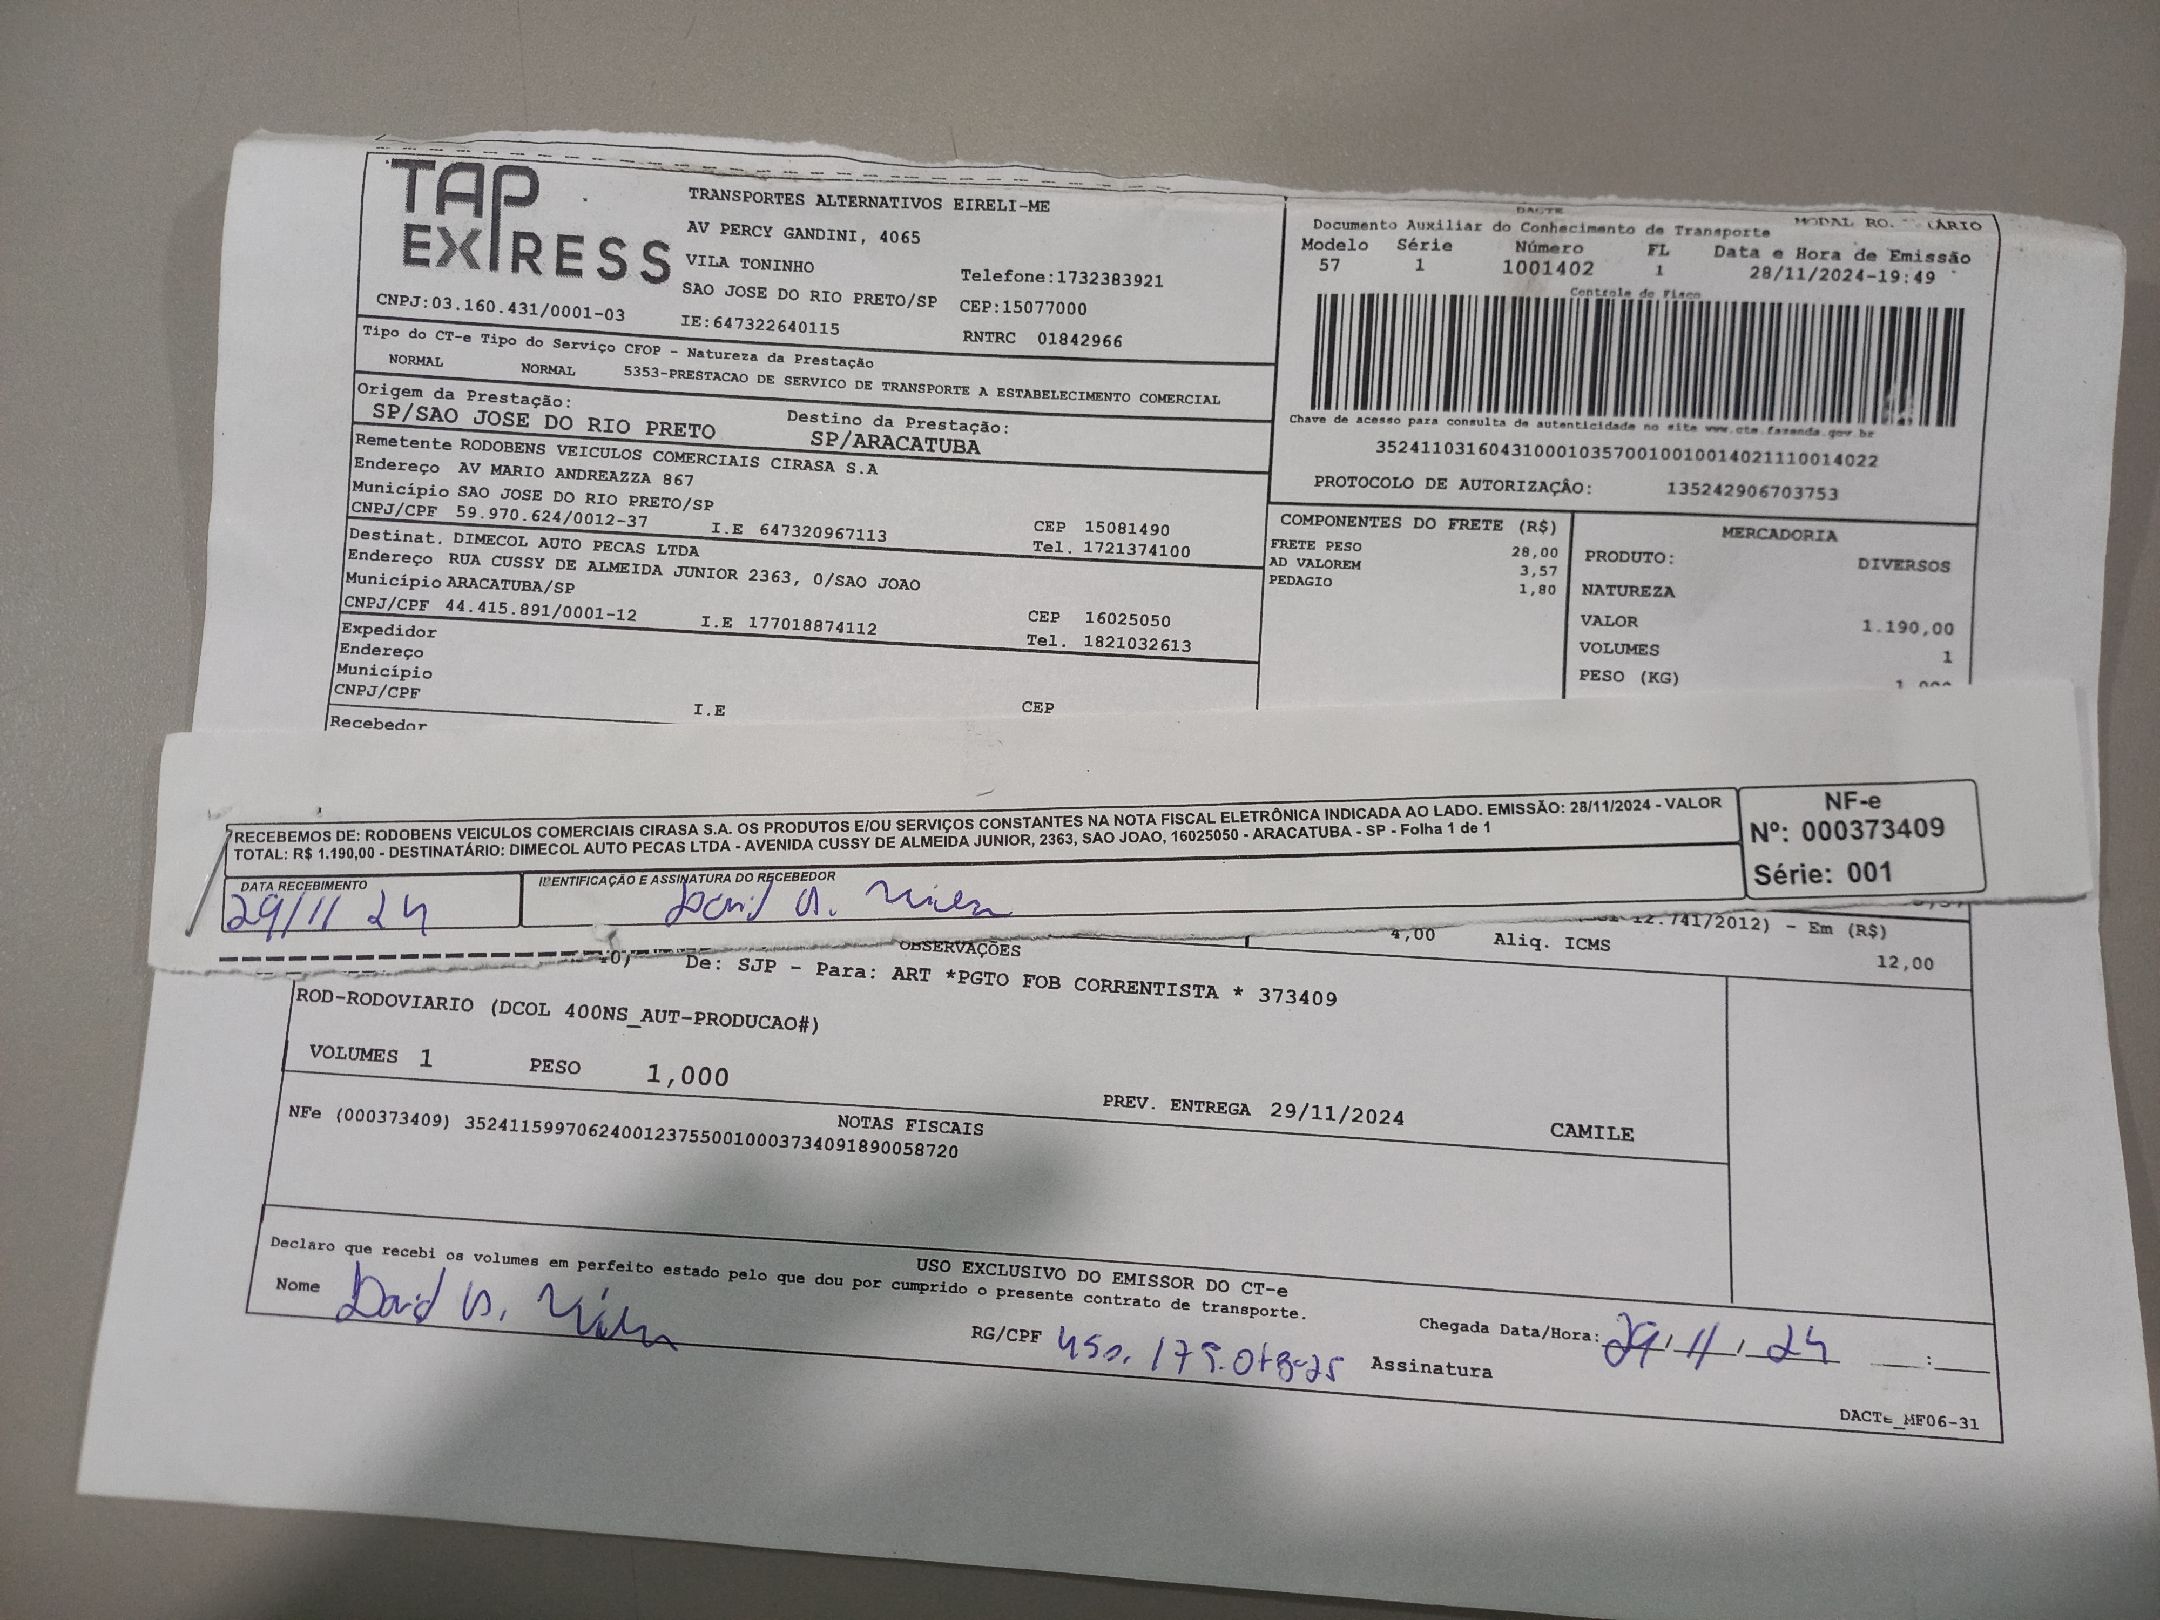 TAP EXPRESS
CNPJ:03.160.431/0001-03
TRANSPORTES ALTERNATIVOS EIRELI-ME
AV PERCY GANDINI, 4065
VILA TONINHO
Telefone:1732383921
SAO JOSE DO RIO PRETO/SP CEP:15077000
IE:647322640115
RNTRC 01842966
DACTE
MODAL
Documento Auxiliar do Conhecimento de Transporte
Modelo Série Número FL Data e Hora de Emissão
57 1 1001402 1 28/11/2024-19:49
Controle do Fisco
Chave de acesso para consulta de autenticidade no site www.cte.fazenda.gov.br
35241103160431000103570010010014021110014022
PROTOCOLO DE AUTORIZAÇÂO: 135242906703753
Tipo do CT-e Tipo do Serviço CFOP - Natureza da Prestação
NORMAL NORMAL 5353-PRESTACAO DE SERVICO DE TRANSPORTE A ESTABELECIMENTO COMERCIAL
Origem da Prestação: Destino da Prestação:
SP/SAO JOSE DO RIO PRETO SP/ARACATUBA
Remetente RODOBENS VEICULOS COMERCIAIS CIRASA S.A
Endereço AV MARIO ANDREAZZA 867
Município SAO JOSE DO RIO PRETO/SP CEP 15081490
CNPJ/CPF 59.970.624/0012-37 I.E 647320967113 Tel. 1721374100
Destinat. DIMECOL AUTO PECAS LTDA
Endereço RUA CUSSY DE ALMEIDA JUNIOR 2363, 0/SAO JOAO
Município ARACATUBA/SP CEP 16025050
CNPJ/CPF 44.415.891/0001-12 I.E 177018874112 Tel. 1821032613
Expedidor
Endereço
Município
CNPJ/CPF I.E CEP
Recebedor
COMPONENTES DO FRETE (R$)
FRETE PESO 28,00
AD VALOREM 3,57
PEDAGIO 1,80
MERCADORIA
PRODUTO: DIVERSOS
NATUREZA
VALOR 1.190,00
VOLUMES 1
PESO (KG)
RECEBEMOS DE: RODOBENS VEICULOS COMERCIAIS CIRASA S.A. OS PRODUTOS E/OU SERVIÇOS CONSTANTES NA NOTA FISCAL ELETRÔNICA INDICADA AO LADO. EMISSÃO: 28/11/2024 - VALOR
TOTAL: R$ 1.190,00 - DESTINATÁRIO: DIMECOL AUTO PECAS LTDA - AVENIDA CUSSY DE ALMEIDA JUNIOR, 2363, SAO JOAO, 16025050 - ARACATUBA - SP - Folha 1 de 1
NF-e
Nº: 000373409
Série: 001
DATA RECEBIMENTO
29/11 24
IDENTIFICAÇÃO E ASSINATURA DO RECEBEDOR
David
12.741/2012) - Em (R$)
4,00 Aliq. ICMS 12,00
OBSERVAÇÕES
De: SJP - Para: ART *PGTO FOB CORRENTISTA * 373409
ROD-RODOVIARIO (DCOL 400NS_AUT-PRODUCAO#)
VOLUMES 1 PESO 1,000
PREV. ENTREGA 29/11/2024 CAMILE
NOTAS FISCAIS
NFe (000373409) 35241159970624001237550010003734091890058720
USO EXCLUSIVO DO EMISSOR DO CT-e
Declaro que recebi os volumes em perfeito estado pelo que dou por cumprido o presente contrato de transporte.
Nome David
RG/CPF
Assinatura
Chegada Data/Hora: 29/11/24 :
DACTE_MF06-31